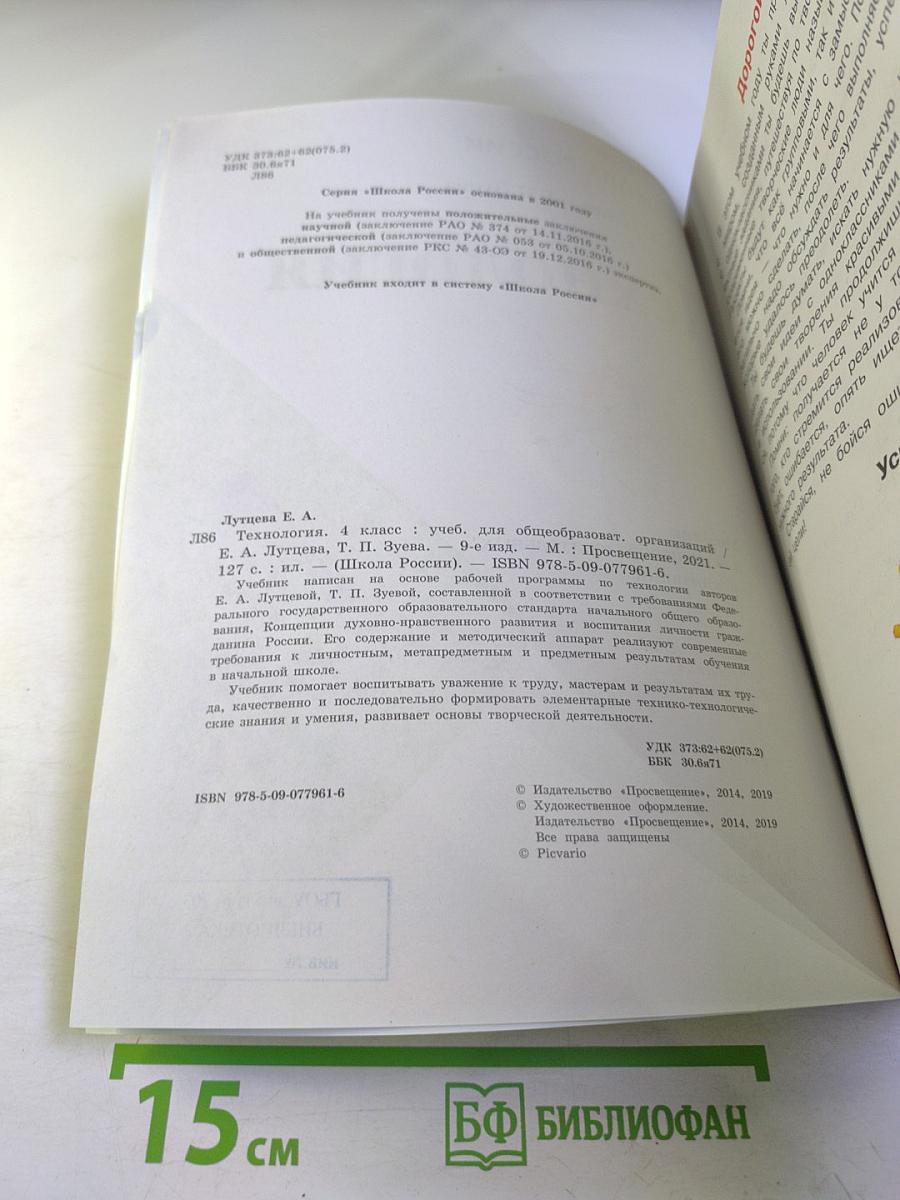 УДК 373:62+62(075.2)
ББК 30.6я71
Л86
Серия «Школа России» основана в 2001 году
На учебник получены положительные заключения
научной (заключение РАО № 374 от 14.11.2016 г.),
педагогической (заключение РАО № 053 от 05.10.2016 г.)
и общественной (заключение РКС № 43-ОЭ от 19.12.2016 г.) экспертиз.
Учебник входит в систему «Школа России»
Лутцева Е. А.
Л86 Технология. 4 класс : учеб. для общеобразоват. организаций /
Е. А. Лутцева, Т. П. Зуева. — 9-е изд. — М. : Просвещение, 2021. —
127 с. : ил. — (Школа России). — ISBN 978-5-09-077961-6.
Учебник написан на основе рабочей программы по технологии авторов
Е. А. Лутцевой, Т. П. Зуевой, составленной в соответствии с требованиями Феде-
рального государственного образовательного стандарта начального общего образо-
вания, Концепции духовно-нравственного развития и воспитания личности граж-
данина России. Его содержание и методический аппарат реализуют современные
требования к личностным, метапредметным и предметным результатам обучения
в начальной школе.
Учебник помогает воспитывать уважение к труду, мастерам и результатам их тру-
да, качественно и последовательно формировать элементарные технико-технологиче-
ские знания и умения, развивает основы творческой деятельности.
УДК 373:62+62(075.2)
ББК 30.6я71
ISBN 978-5-09-077961-6
© Издательство «Просвещение», 2014, 2019
© Художественное оформление.
Издательство «Просвещение», 2014, 2019
Все права защищены
© Picvario
15 см
БФ БИБЛИОФАН